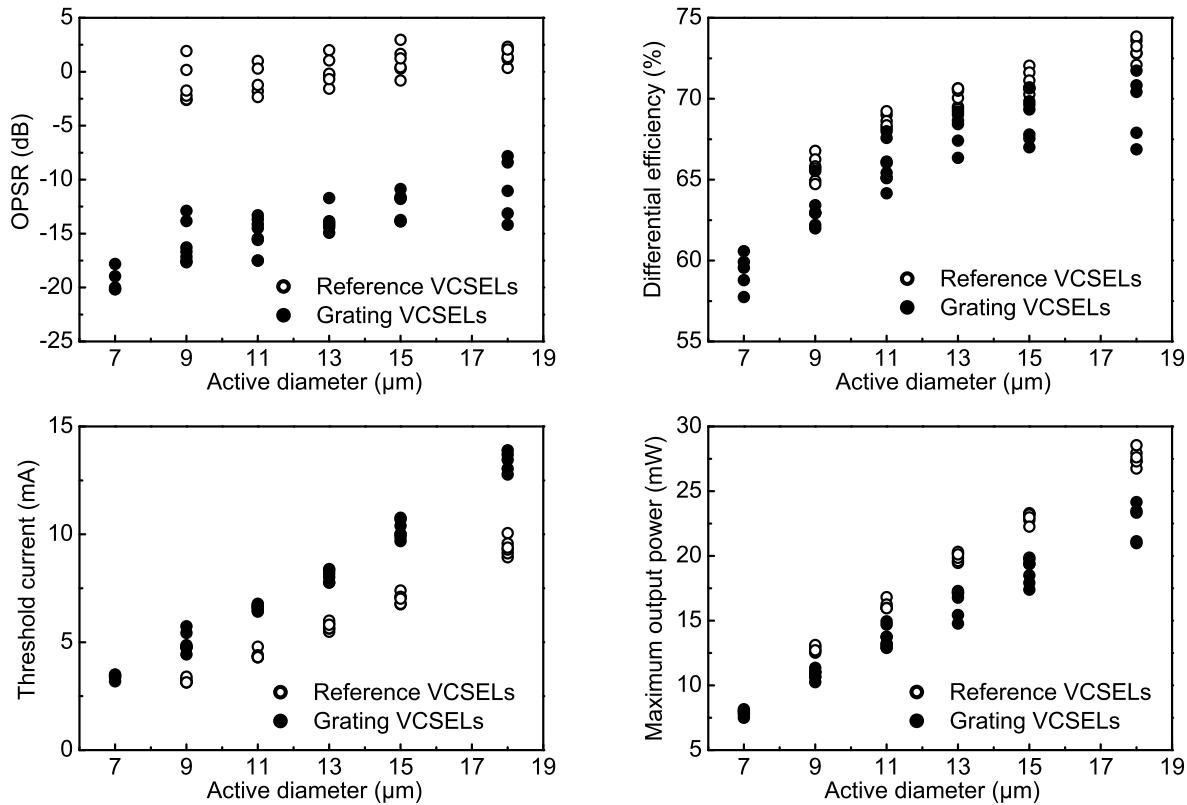 5
0
-5
-10
-15
-20
-25
OPSR (dB)
Reference VCSELs
Grating VCSELs
7 9 11 13 15 17 19
Active diameter (µm)
75
70
65
60
55
Differential efficiency (%)
Reference VCSELs
Grating VCSELs
7 9 11 13 15 17 19
Active diameter (µm)
15
10
5
0
Threshold current (mA)
Reference VCSELs
Grating VCSELs
7 9 11 13 15 17 19
Active diameter (µm)
30
25
20
15
10
5
Maximum output power (mW)
Reference VCSELs
Grating VCSELs
7 9 11 13 15 17 19
Active diameter (µm)